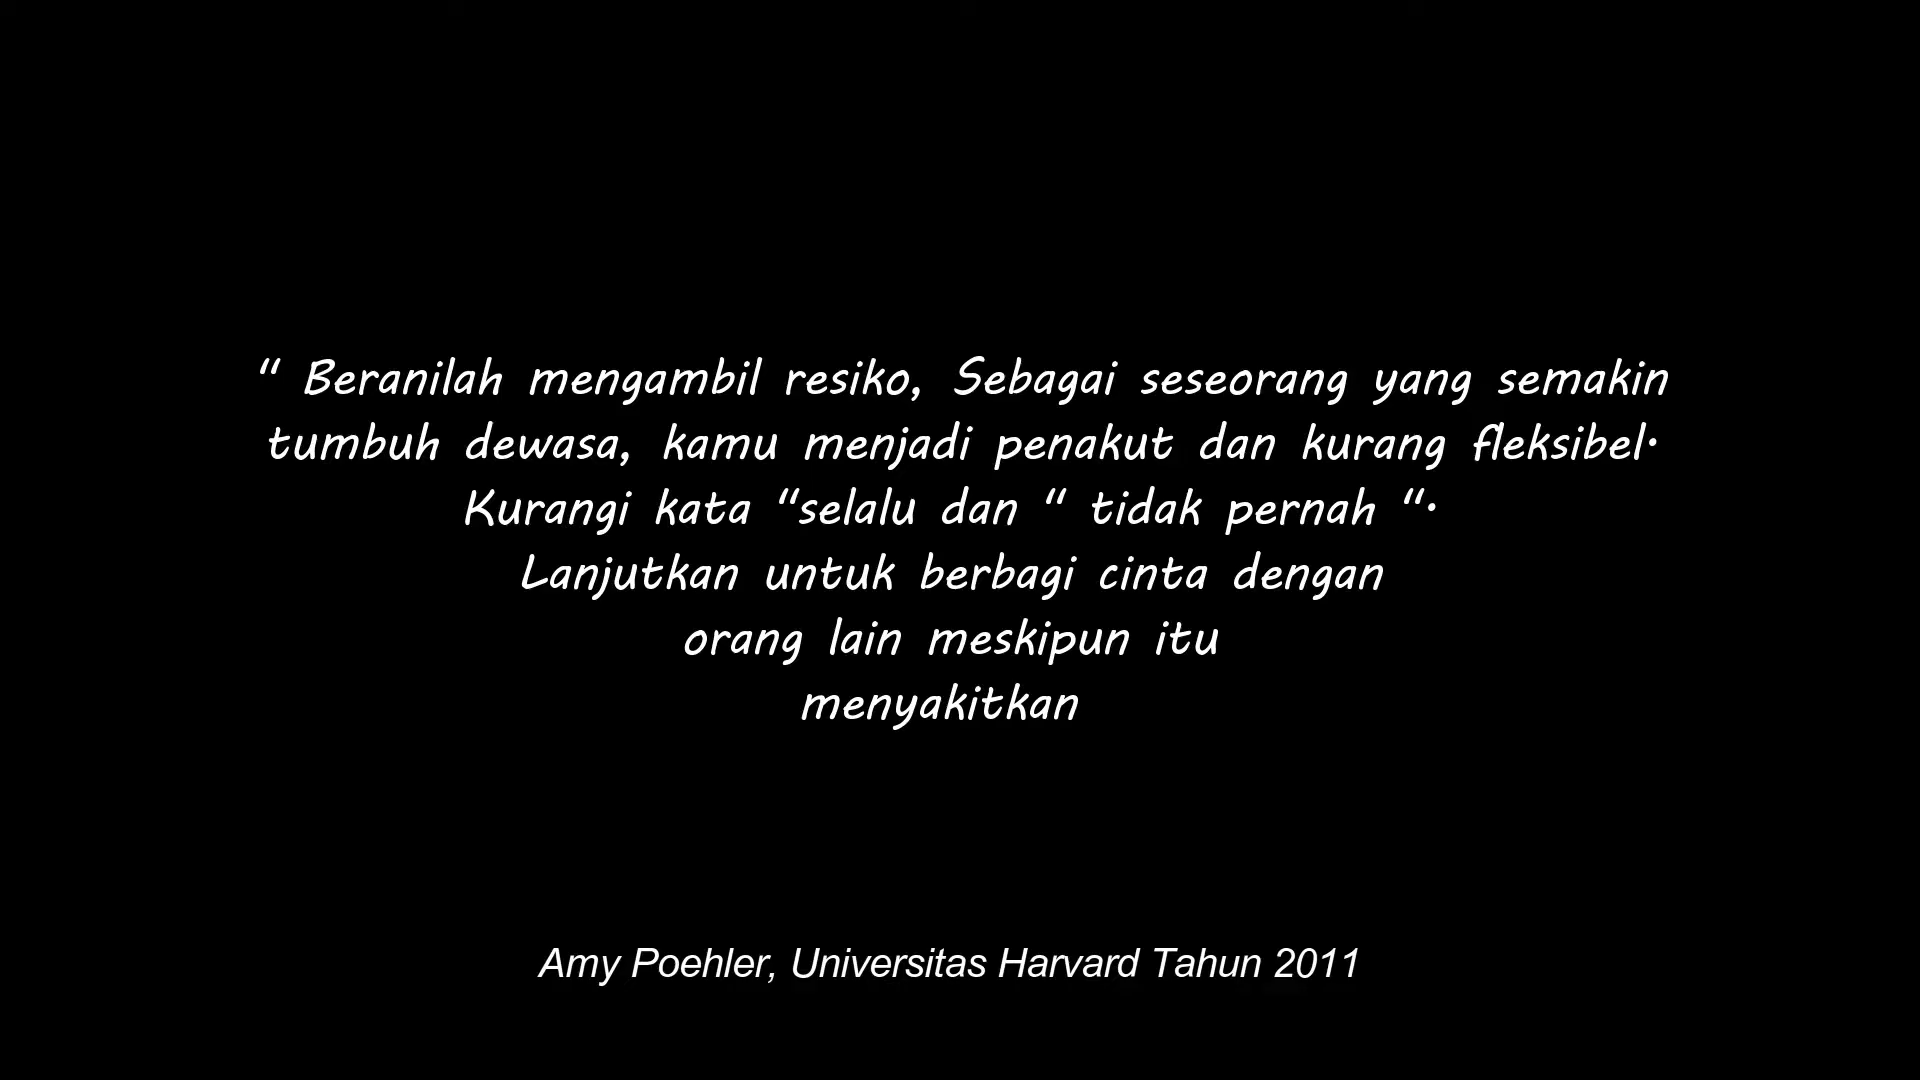 “ Beranilah mengambil resiko, Sebagai seseorang yang semakin
tumbuh dewasa, kamu menjadi penakut dan kurang fleksibel.
Kurangi kata “selalu dan “ tidak pernah “.
Lanjutkan untuk berbagi cinta dengan
orang lain meskipun itu
menyakitkan
Amy Poehler, Universitas Harvard Tahun 2011